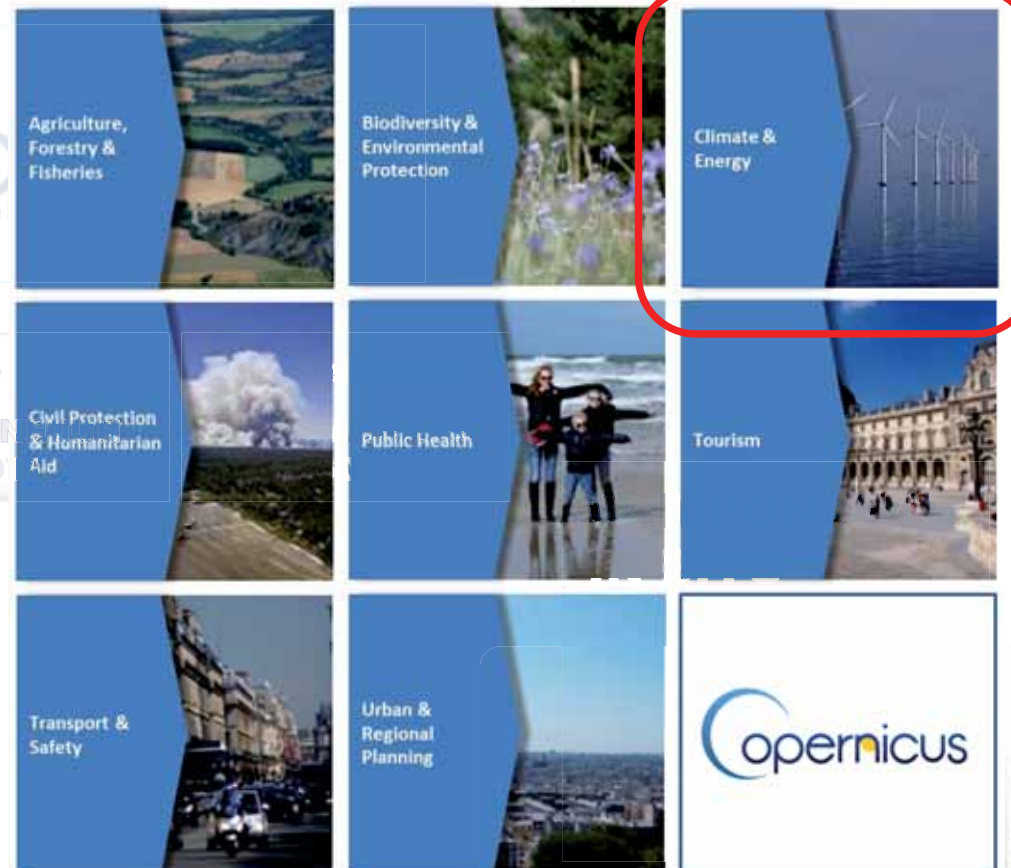 Agriculture,
Forestry &
Fisheries
Biodiversity &
Environmental
Protection
Climate &
Energy
Civil Protection
& Humanitarian
Aid
Public Health
Tourism
Transport &
Safety
Urban &
Regional
Planning
Copernicus